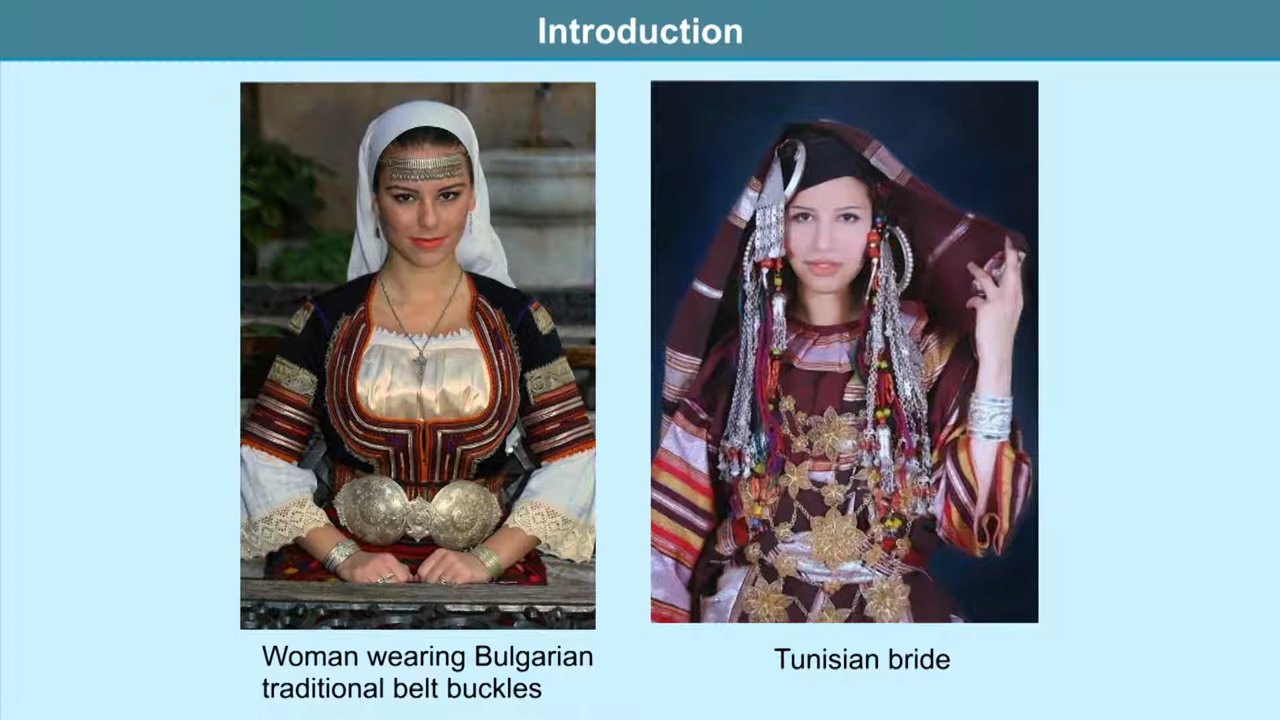 Introduction
Woman wearing Bulgarian
traditional belt buckles
Tunisian bride